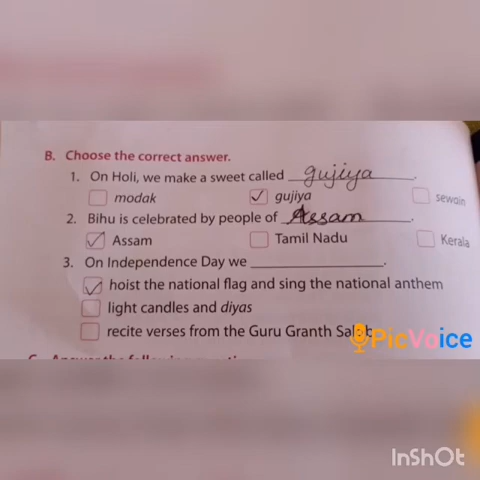 B. Choose the correct answer.
1. On Holi, we make a sweet called gujiya.
modak ✓ gujiya sewain
2. Bihu is celebrated by people of Assam.
✓ Assam Tamil Nadu Kerala
3. On Independence Day we ____________.
✓ hoist the national flag and sing the national anthem
light candles and diyas
recite verses from the Guru Granth Sahib
PicVoice
InShOt